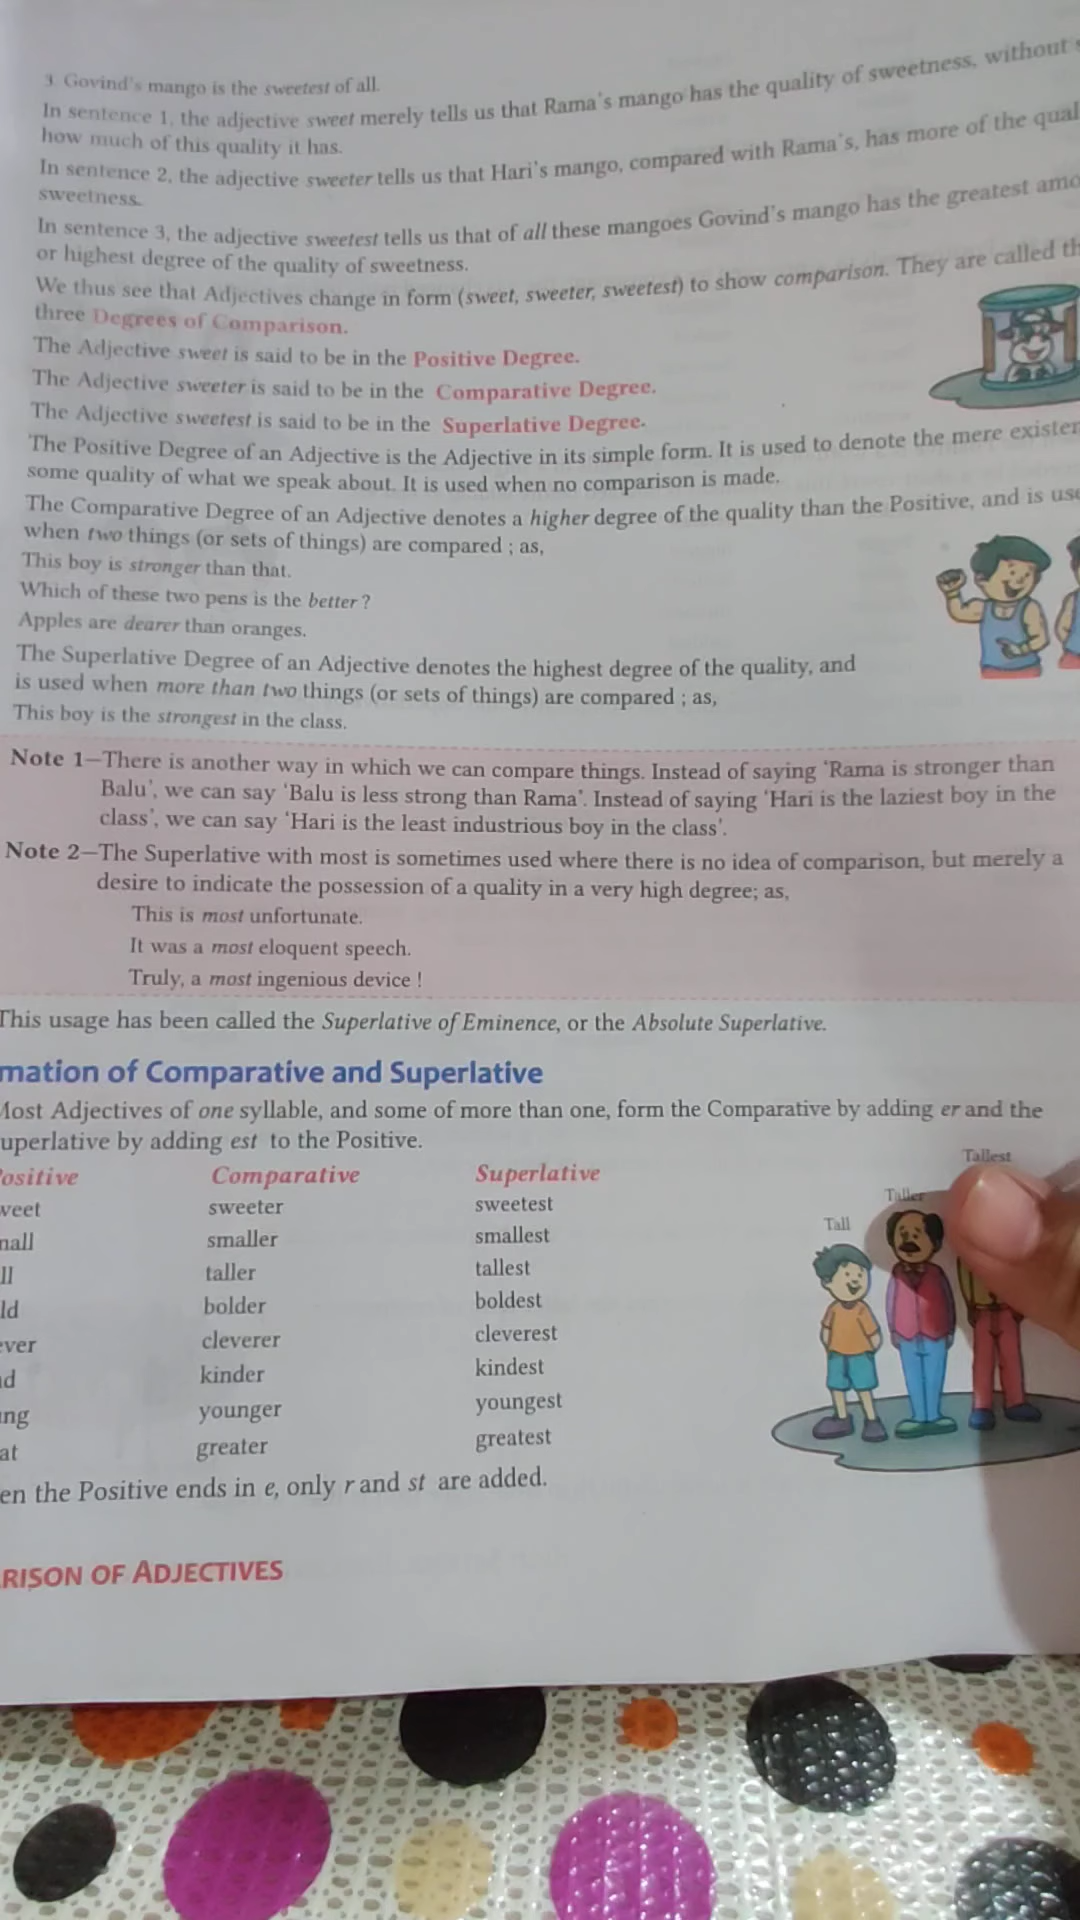 3. Govind's mango is the sweetest of all.
In sentence 1, the adjective sweet merely tells us that Rama's mango has the quality of sweetness, without
how much of this quality it has.
In sentence 2, the adjective sweeter tells us that Hari's mango, compared with Rama's, has more of the qual
sweetness.
In sentence 3, the adjective sweetest tells us that of all these mangoes Govind's mango has the greatest amo
or highest degree of the quality of sweetness.
We thus see that Adjectives change in form (sweet, sweeter, sweetest) to show comparison. They are called th
three Degrees of Comparison.
The Adjective sweet is said to be in the Positive Degree.
The Adjective sweeter is said to be in the Comparative Degree.
The Adjective sweetest is said to be in the Superlative Degree.
The Positive Degree of an Adjective is the Adjective in its simple form. It is used to denote the mere existen
some quality of what we speak about. It is used when no comparison is made.
The Comparative Degree of an Adjective denotes a higher degree of the quality than the Positive, and is use
when two things (or sets of things) are compared ; as,
This boy is stronger than that.
Which of these two pens is the better ?
Apples are dearer than oranges.
The Superlative Degree of an Adjective denotes the highest degree of the quality, and
is used when more than two things (or sets of things) are compared ; as,
This boy is the strongest in the class.
Note 1—There is another way in which we can compare things. Instead of saying 'Rama is stronger than
Balu', we can say 'Balu is less strong than Rama'. Instead of saying 'Hari is the laziest boy in the
class', we can say 'Hari is the least industrious boy in the class'.
Note 2—The Superlative with most is sometimes used where there is no idea of comparison, but merely a
desire to indicate the possession of a quality in a very high degree; as,
This is most unfortunate.
It was a most eloquent speech.
Truly, a most ingenious device !
This usage has been called the Superlative of Eminence, or the Absolute Superlative.
mation of Comparative and Superlative
Most Adjectives of one syllable, and some of more than one, form the Comparative by adding er and the
uperlative by adding est to the Positive.
Positive Comparative Superlative
weet sweeter sweetest
mall smaller smallest
ll taller tallest
ld bolder boldest
ever cleverer cleverest
nd kinder kindest
ung younger youngest
at greater greatest
Tall Taller Tallest
en the Positive ends in e, only r and st are added.
RISON OF ADJECTIVES